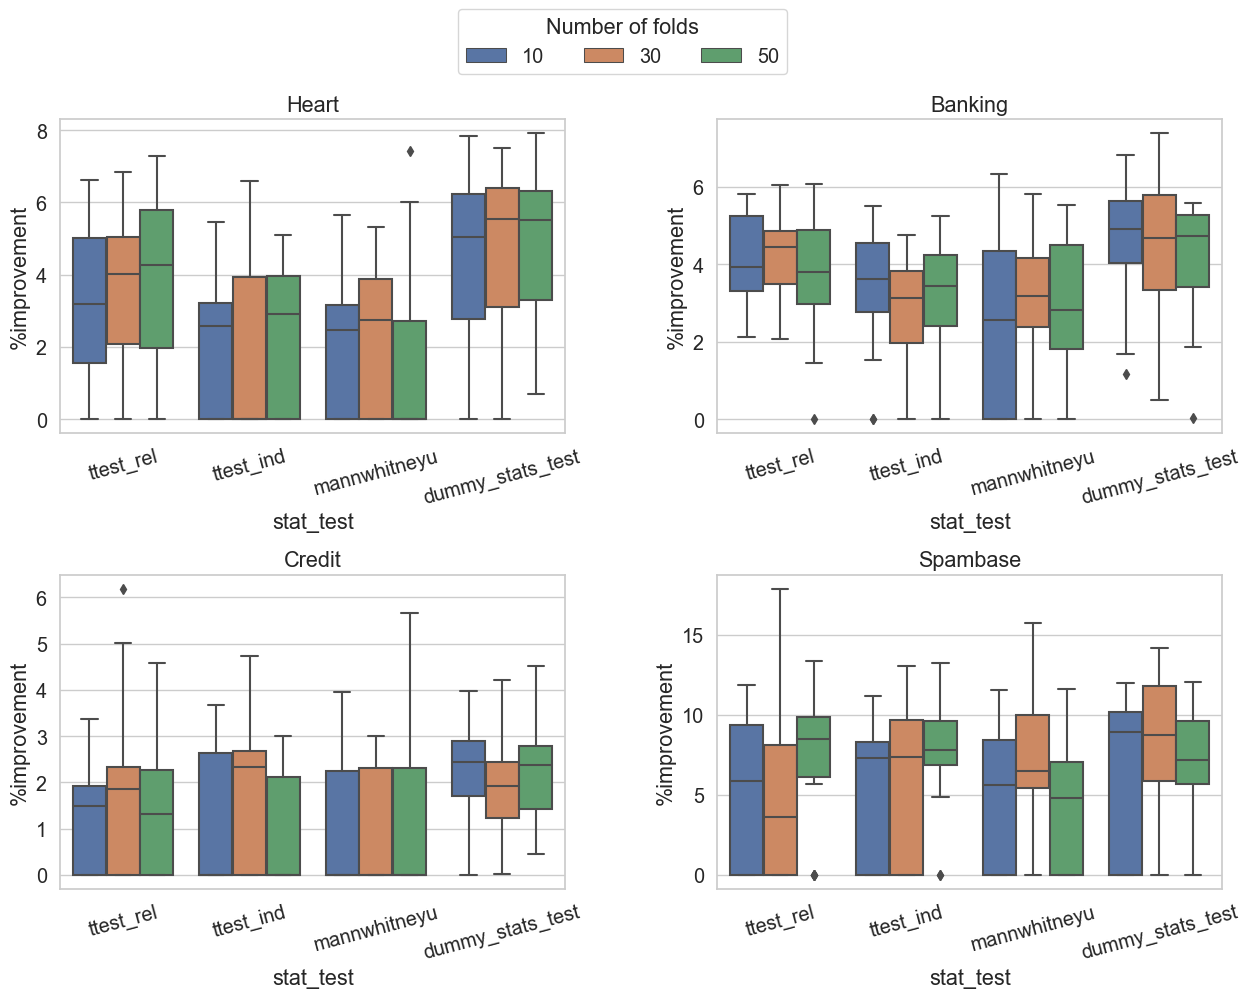 Number of folds
10 30 50
Heart
%improvement
8
6
4
2
0
ttest_rel ttest_ind mannwhitneyu dummy_stats_test
stat_test
Banking
%improvement
6
4
2
0
ttest_rel ttest_ind mannwhitneyu dummy_stats_test
stat_test
Credit
%improvement
6
5
4
3
2
1
0
ttest_rel ttest_ind mannwhitneyu dummy_stats_test
stat_test
Spambase
%improvement
15
10
5
0
ttest_rel ttest_ind mannwhitneyu dummy_stats_test
stat_test